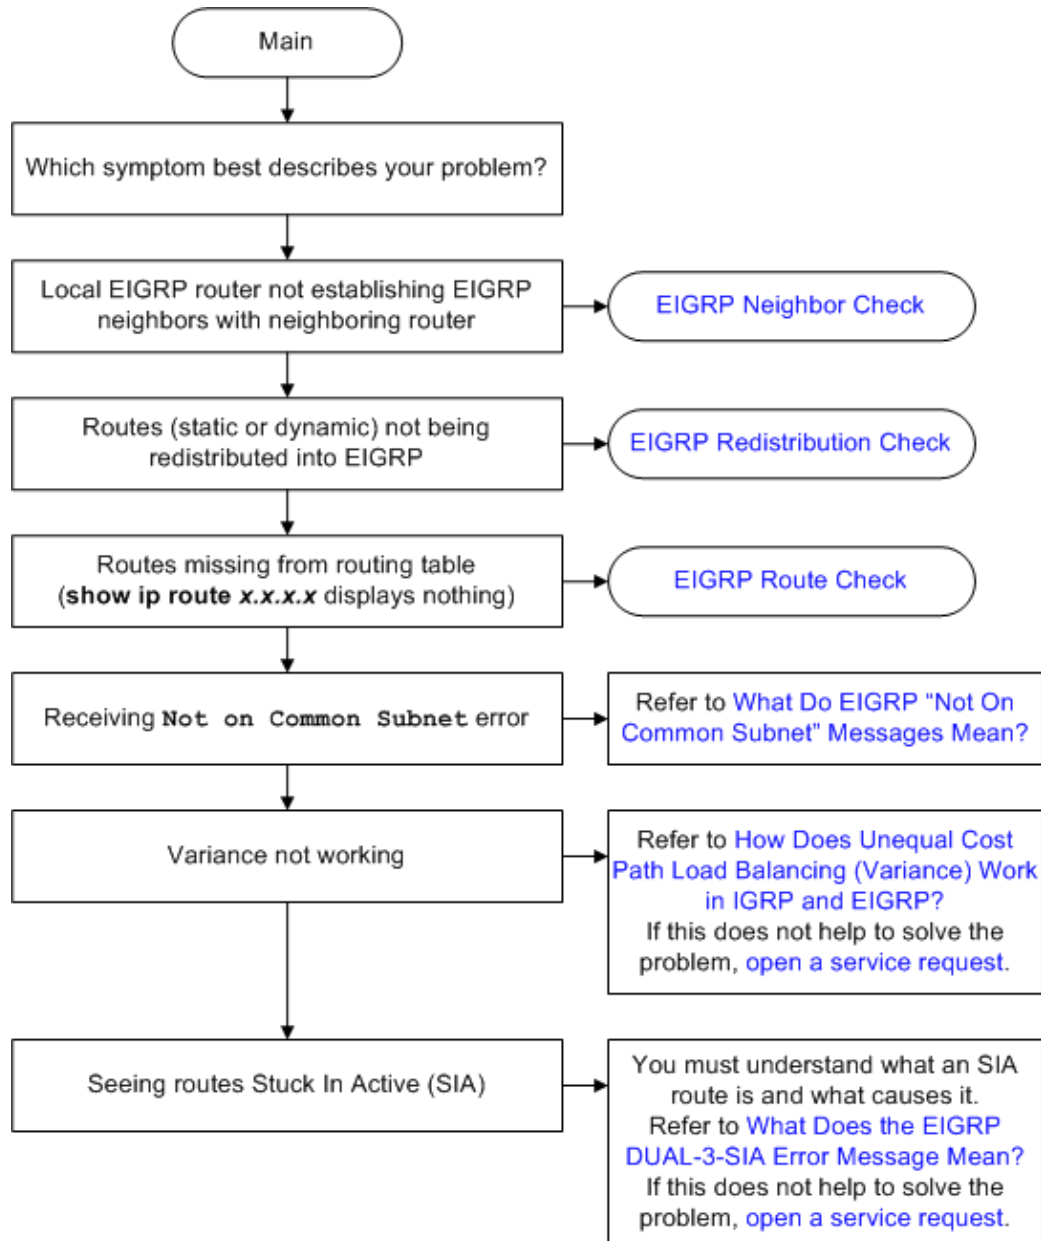 Main
Which symptom best describes your problem?
Local EIGRP router not establishing EIGRP
neighbors with neighboring router
EIGRP Neighbor Check
Routes (static or dynamic) not being
redistributed into EIGRP
EIGRP Redistribution Check
Routes missing from routing table
(show ip route x.x.x.x displays nothing)
EIGRP Route Check
Receiving Not on Common Subnet error
Refer to What Do EIGRP “Not On
Common Subnet” Messages Mean?
Variance not working
Refer to How Does Unequal Cost
Path Load Balancing (Variance) Work
in IGRP and EIGRP?
If this does not help to solve the
problem, open a service request.
Seeing routes Stuck In Active (SIA)
You must understand what an SIA
route is and what causes it.
Refer to What Does the EIGRP
DUAL-3-SIA Error Message Mean?
If this does not help to solve the
problem, open a service request.